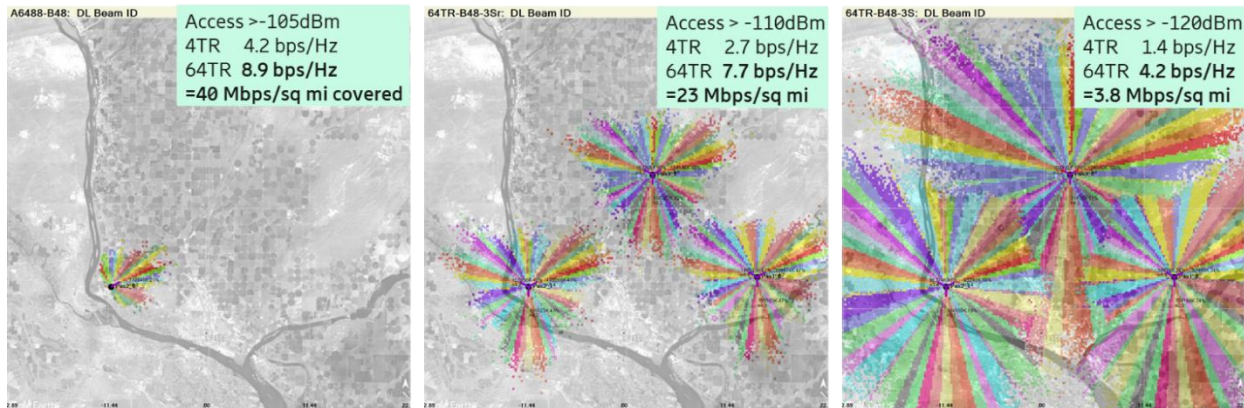 A6488-B48: DL Beam ID
Access >-105dBm
4TR 4.2 bps/Hz
64TR 8.9 bps/Hz
=40 Mbps/sq mi covered
64TR-B48-3Sr: DL Beam ID
Access > -110dBm
4TR 2.7 bps/Hz
64TR 7.7 bps/Hz
=23 Mbps/sq mi
64TR-B48-3S: DL Beam ID
Access > -120dBm
4TR 1.4 bps/Hz
64TR 4.2 bps/Hz
=3.8 Mbps/sq mi